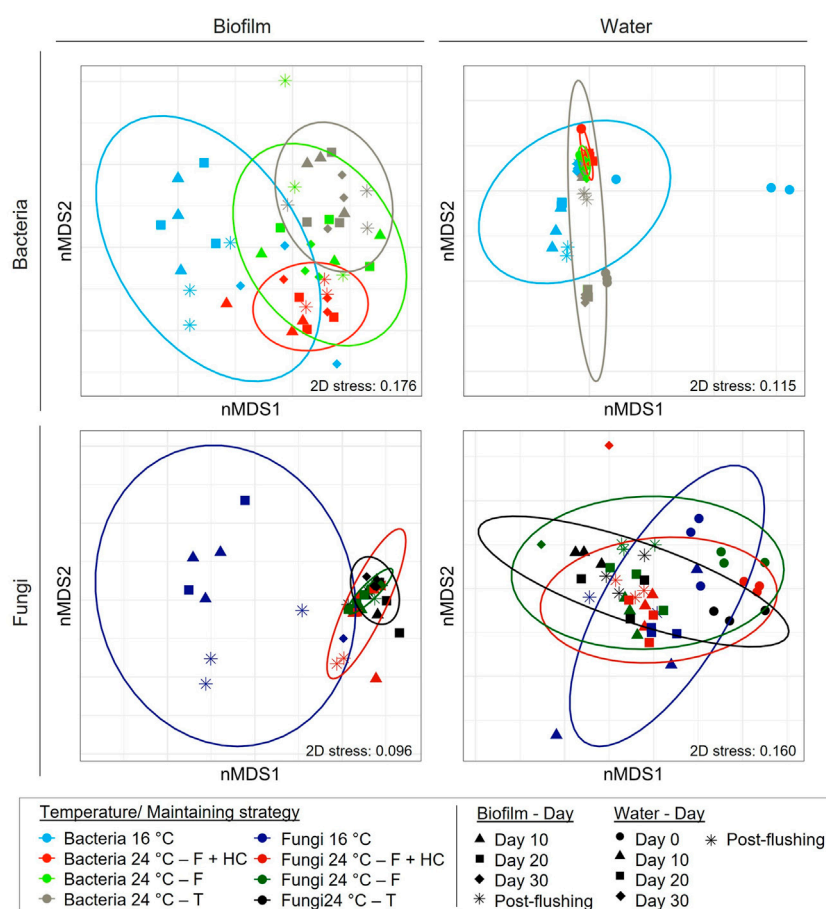 Biofilm
Water
Bacteria
nMDS2
2D stress: 0.176
nMDS1
nMDS2
2D stress: 0.115
nMDS1
Fungi
nMDS2
2D stress: 0.096
nMDS1
nMDS2
2D stress: 0.160
nMDS1
Temperature/ Maintaining strategy
Bacteria 16 °C
Bacteria 24 °C – F + HC
Bacteria 24 °C – F
Bacteria 24 °C – T
Fungi 16 °C
Fungi 24 °C – F + HC
Fungi 24 °C – F
Fungi24 °C – T
Biofilm - Day
Day 10
Day 20
Day 30
Post-flushing
Water - Day
Day 0
Day 10
Day 20
Day 30
Post-flushing